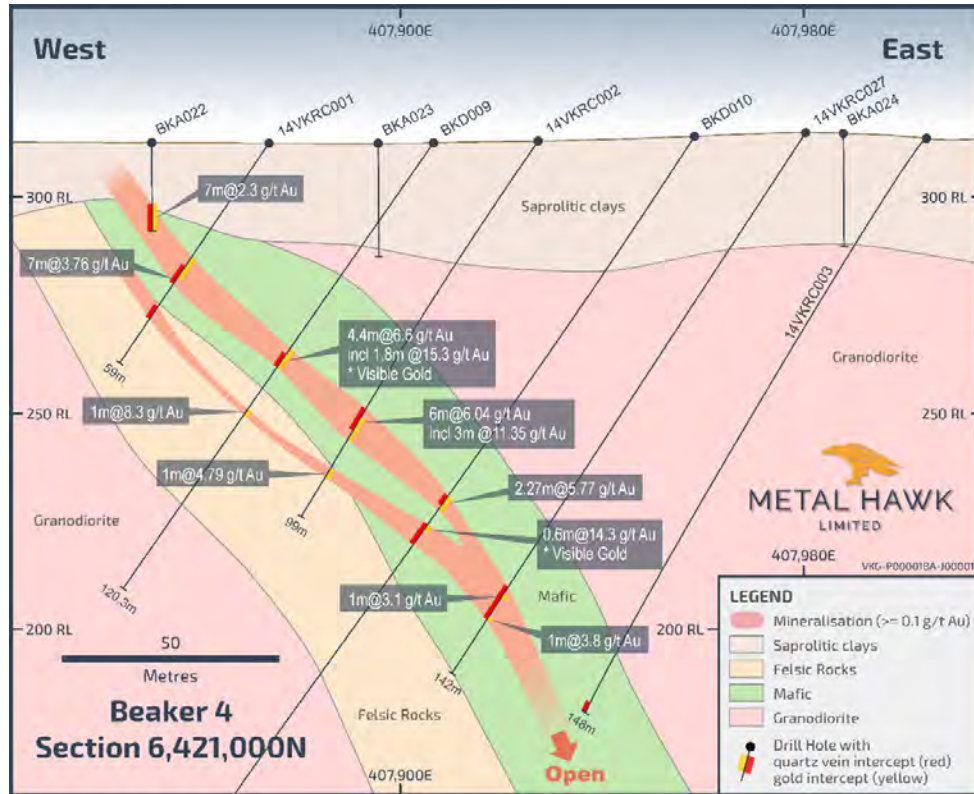 407,900E
407,980E
West
East
BKA022
14VKRC001
BKA023
BKD009
14VKRC002
BKD010
14VKRC027
BKA024
300 RL
300 RL
7m@2.3 g/t Au
Saprolitic clays
7m@3.76 g/t Au
14VKRC003
4.4m@6.6 g/t Au
incl 1.8m @15.3 g/t Au
* Visible Gold
Granodiorite
59m
1m@8.3 g/t Au
250 RL
250 RL
6m@6.04 g/t Au
incl 3m @11.35 g/t Au
1m@4.79 g/t Au
2.27m@5.77 g/t Au
METAL HAWK
LIMITED
Granodiorite
99m
0.6m@14.3 g/t Au
* Visible Gold
407,980E
VKG-P00001BA-J00001
120.3m
1m@3.1 g/t Au
Mafic
200 RL
1m@3.8 g/t Au
200 RL
50
Metres
142m
148m
Beaker 4
Section 6,421,000N
Felsic Rocks
407,900E
Open
LEGEND
Mineralisation (>= 0.1 g/t Au)
Saprolitic clays
Felsic Rocks
Mafic
Granodiorite
Drill Hole with
quartz vein intercept (red)
gold intercept (yellow)